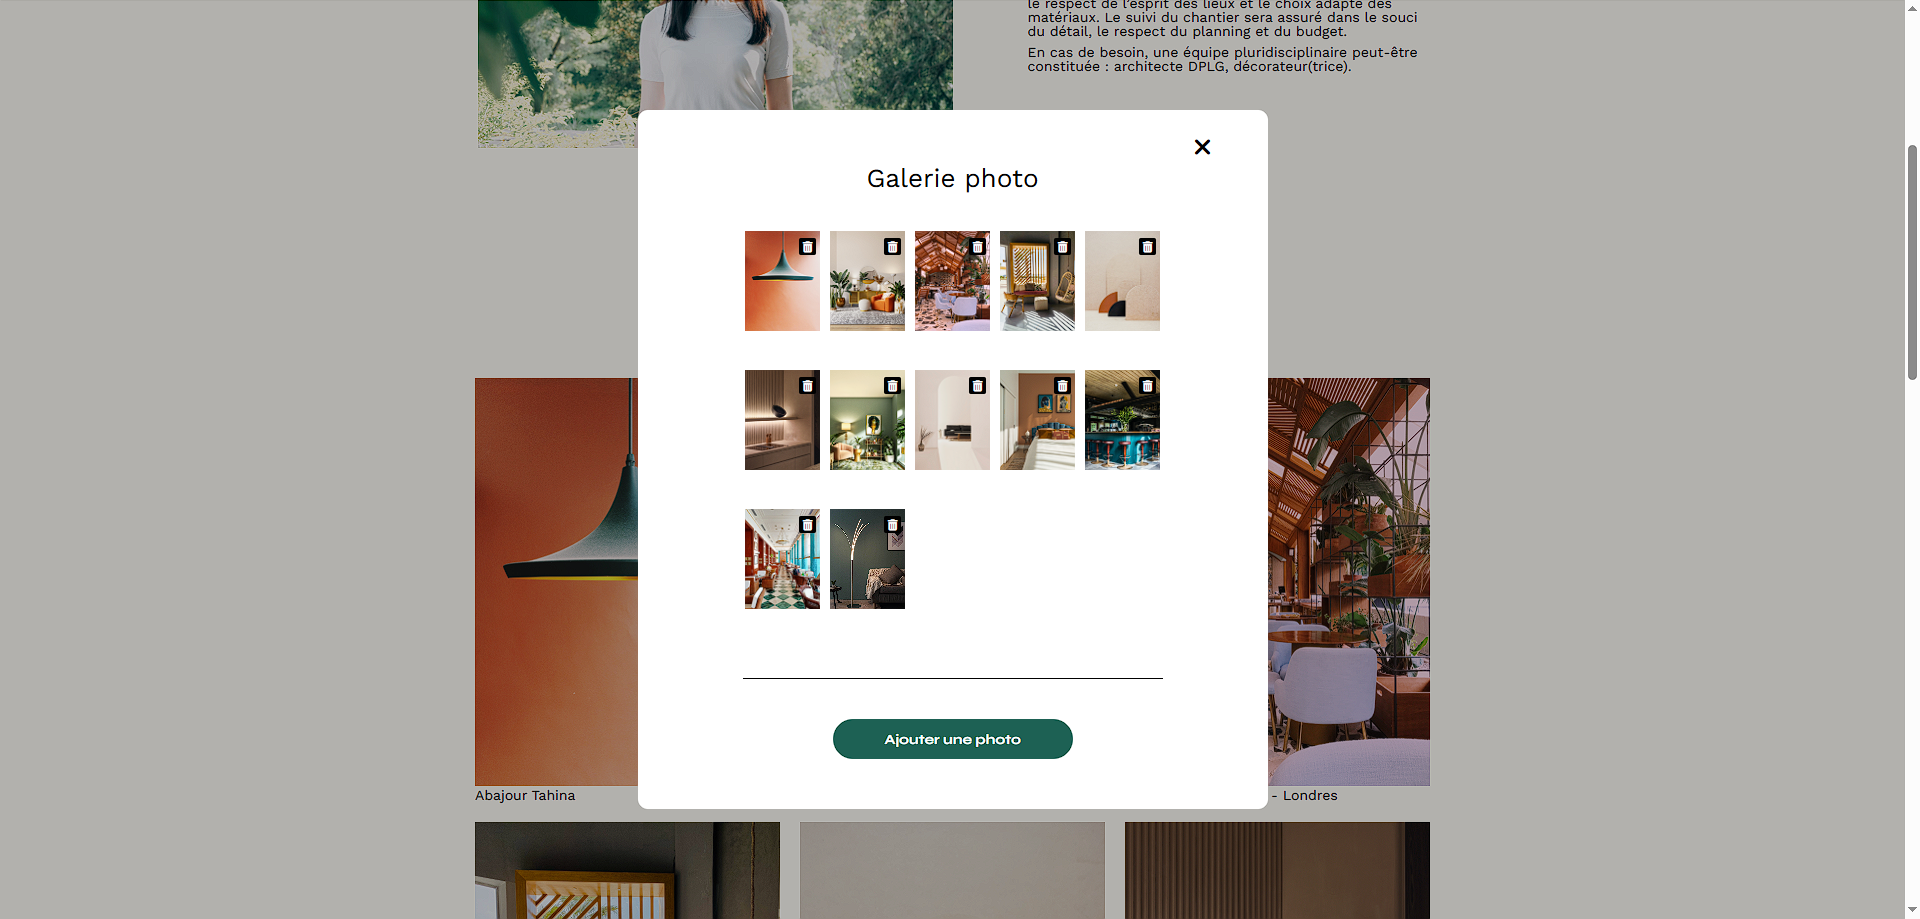 le respect de l'esprit des lieux et le choix adapté des
matériaux. Le suivi du chantier sera assuré dans le souci
du détail, le respect du planning et du budget.
En cas de besoin, une équipe pluridisciplinaire peut-être
constituée : architecte DPLG, décorateur(trice).
Galerie photo
Ajouter une photo
Abajour Tahina
- Londres